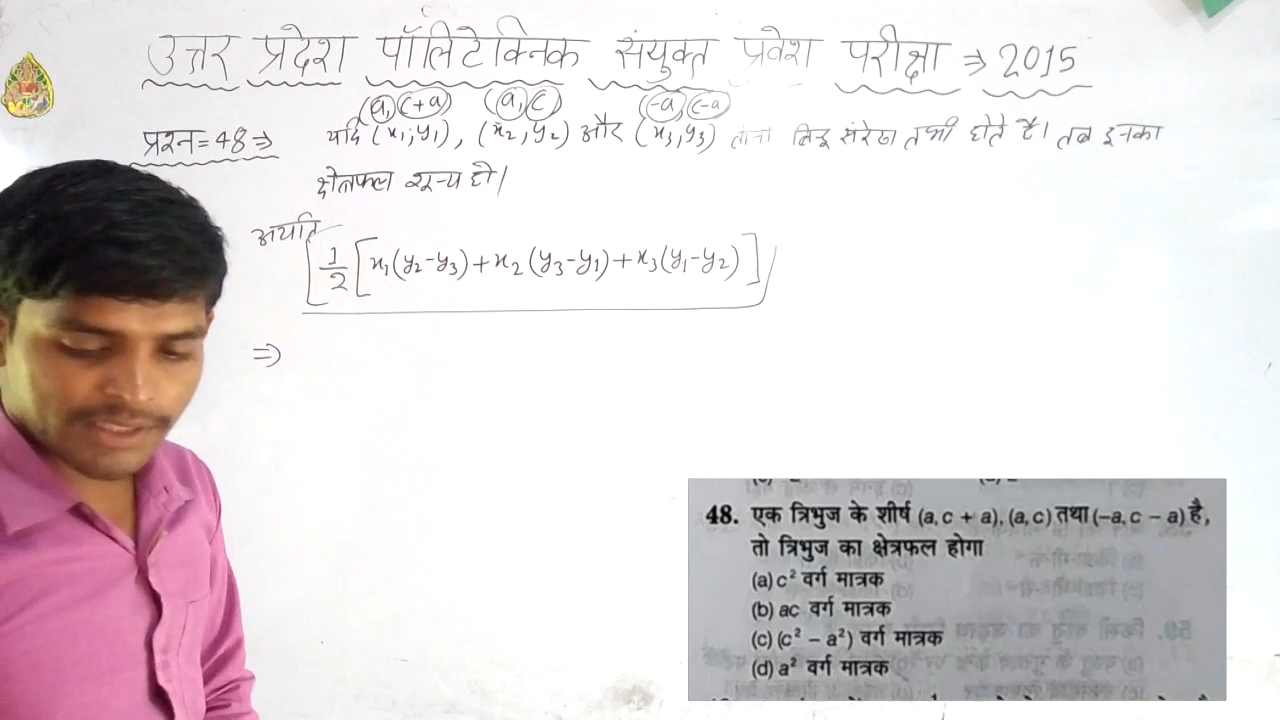 उत्तर प्रदेश पॉलिटेक्निक संयुक्त प्रवेश परीक्षा ⇒ 2015
(a, c+a) (a, c) (-a, c-a)
प्रश्न=48⇒ यदि (x₁, y₁), (x₂, y₂) और (x₃, y₃) तीनों बिन्दु संरेख तभी होते है। तब इनका
क्षेत्रफल शून्य हो।
अर्थात
[1/2 [x₁(y₂-y₃)+x₂(y₃-y₁)+x₃(y₁-y₂)]
⇒
48. एक त्रिभुज के शीर्ष (a, c + a), (a, c) तथा (−a, c − a) है,
तो त्रिभुज का क्षेत्रफल होगा
(a) c² वर्ग मात्रक
(b) ac वर्ग मात्रक
(c) (c² − a²) वर्ग मात्रक
(d) a² वर्ग मात्रक